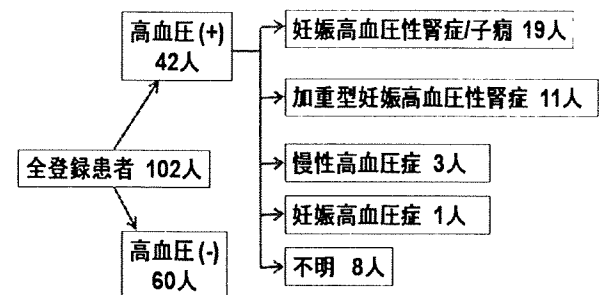 高血圧(+)
42人
妊娠高血圧性腎症/子癇 19人
加重型妊娠高血圧性腎症 11人
全登録患者 102人
慢性高血圧症 3人
妊娠高血圧症 1人
高血圧(-)
60人
不明 8人